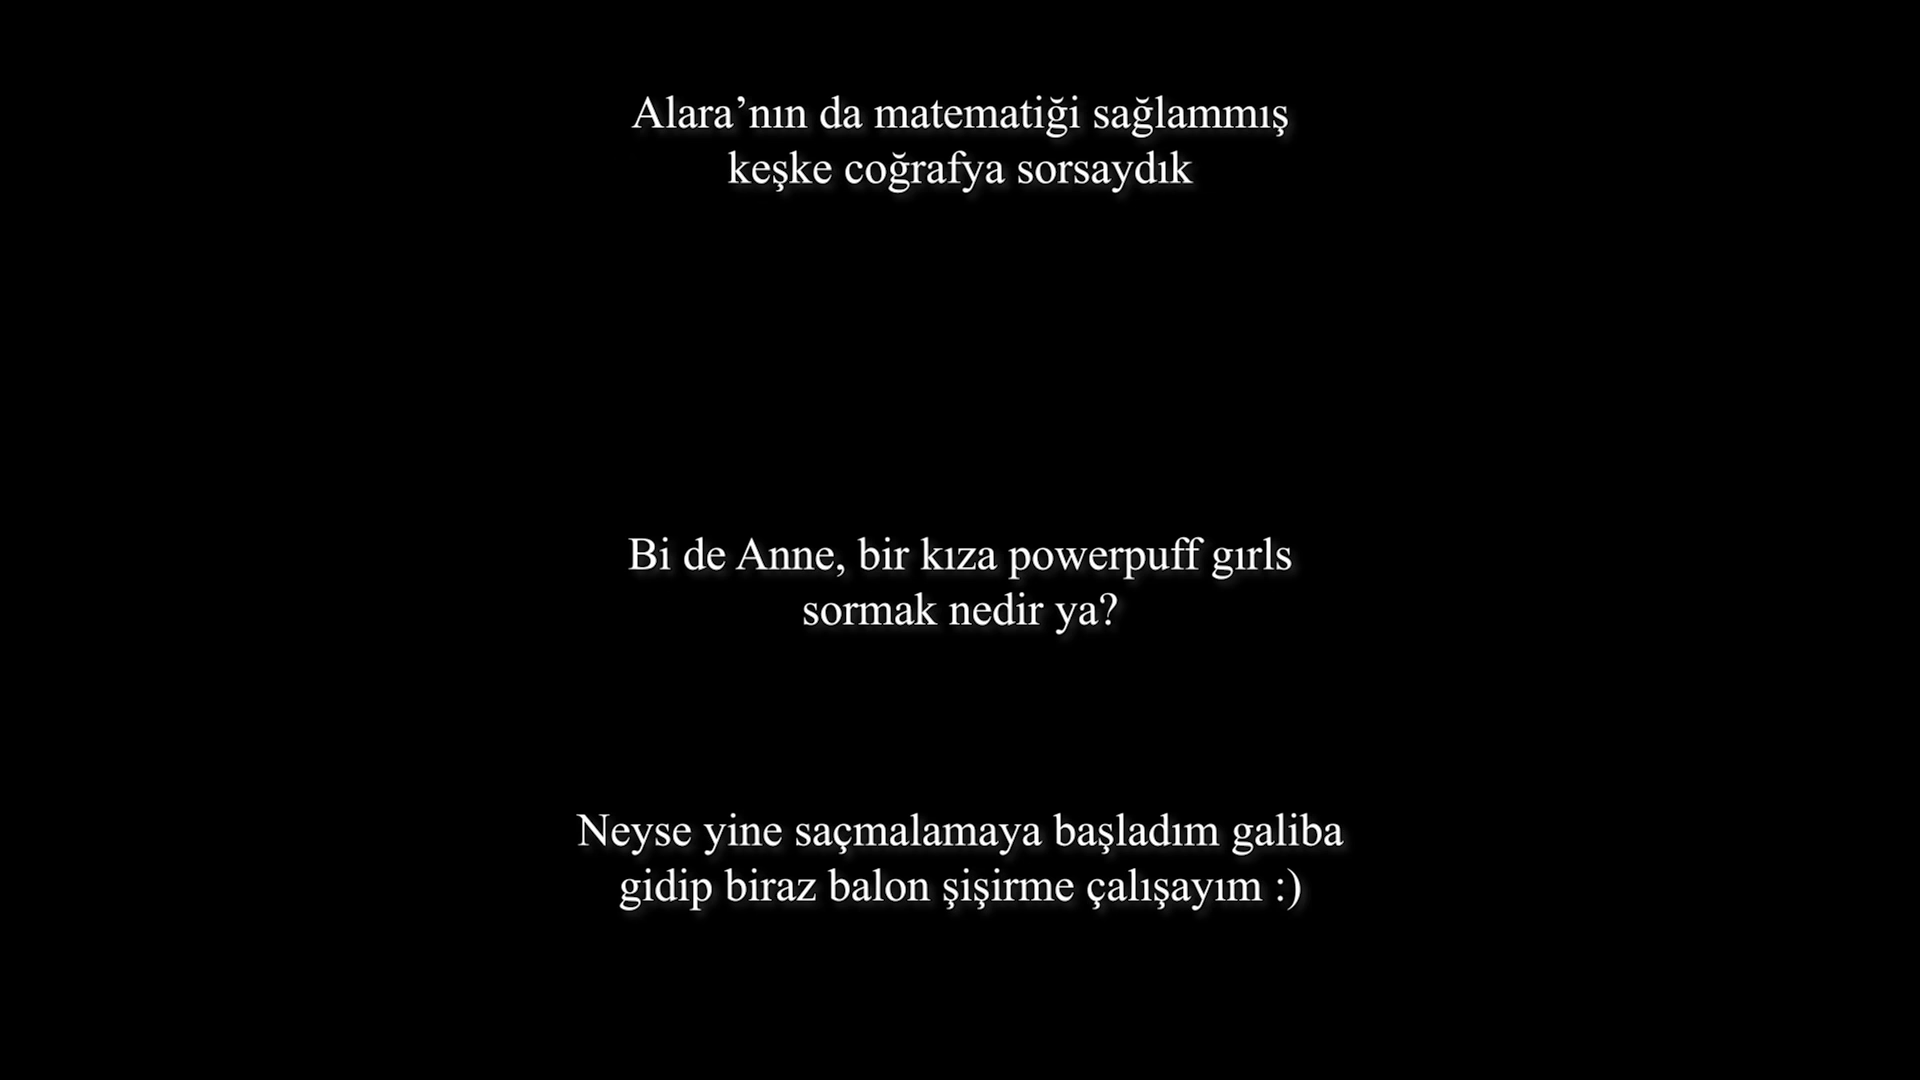 Alara’nın da matematiği sağlammış
keşke coğrafya sorsaydık
Bi de Anne, bir kıza powerpuff gırls
sormak nedir ya?
Neyse yine saçmalamaya başladım galiba
gidip biraz balon şişirme çalışayım :)